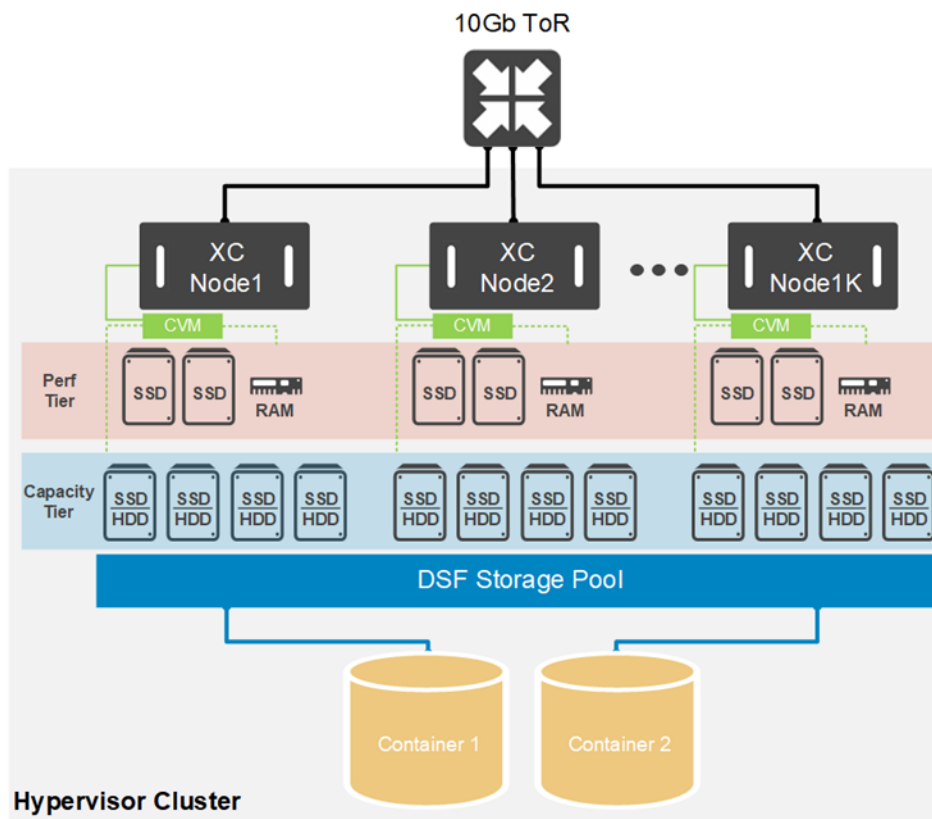 10Gb ToR
XC
Node1
XC
Node2
XC
Node1K
CVM
CVM
CVM
Perf
Tier
SSD
SSD
RAM
SSD
SSD
RAM
SSD
SSD
RAM
Capacity
Tier
SSD
HDD
SSD
HDD
SSD
HDD
SSD
HDD
SSD
HDD
SSD
HDD
SSD
HDD
SSD
HDD
SSD
HDD
SSD
HDD
SSD
HDD
SSD
HDD
DSF Storage Pool
Container 1
Container 2
Hypervisor Cluster